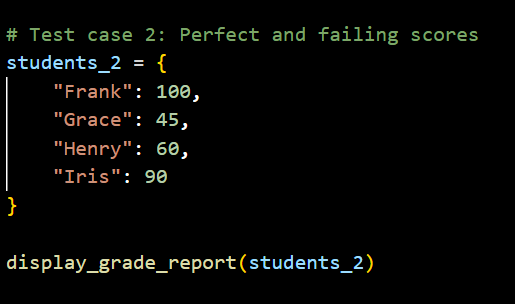 # Test case 2: Perfect and failing scores
students_2 = {
    "Frank": 100,
    "Grace": 45,
    "Henry": 60,
    "Iris": 90
}

display_grade_report(students_2)